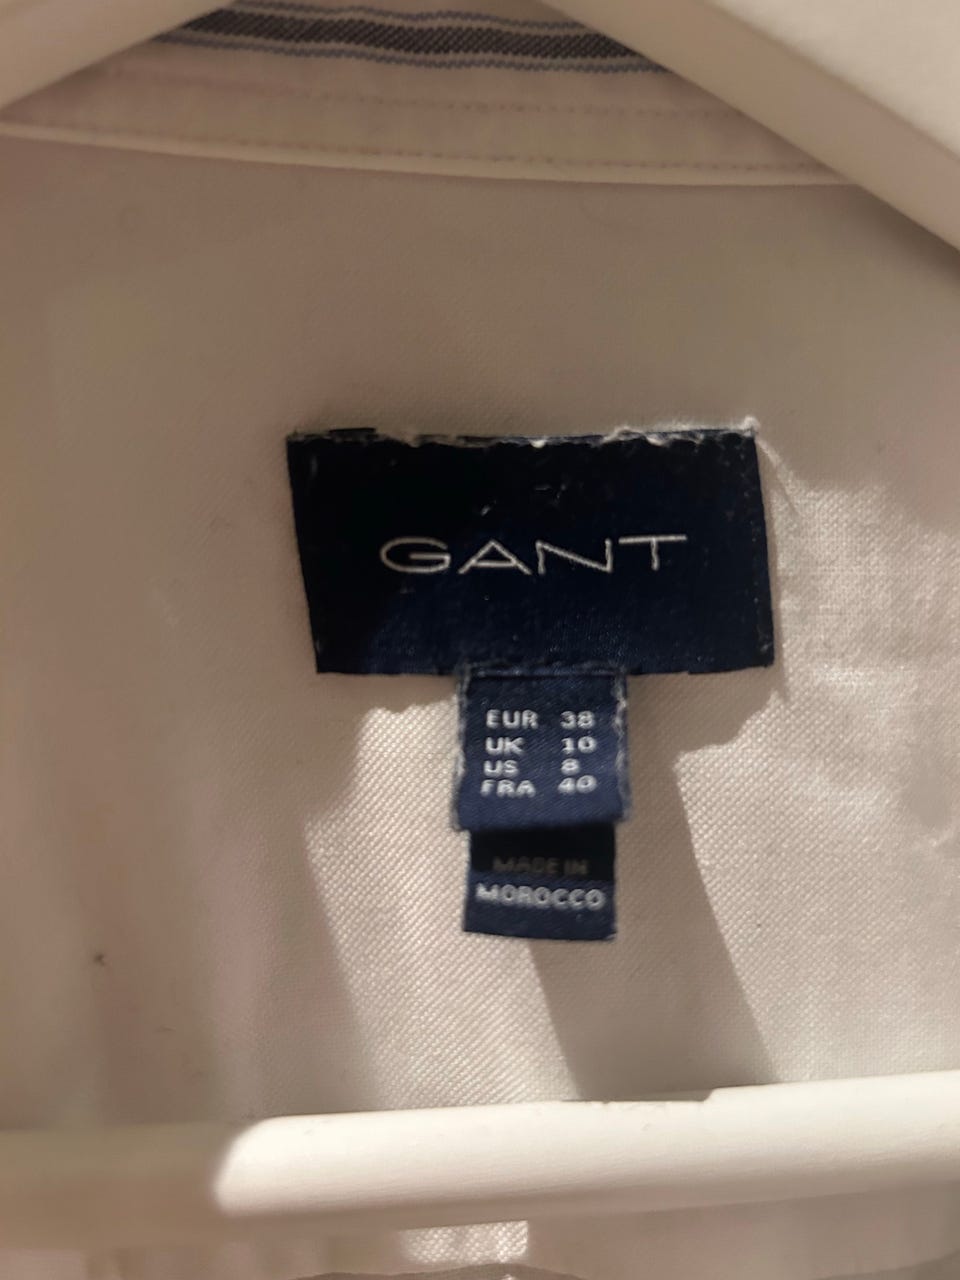 GANT
EUR 38
UK 10
US 8
FRA 40
MADE IN
MOROCCO